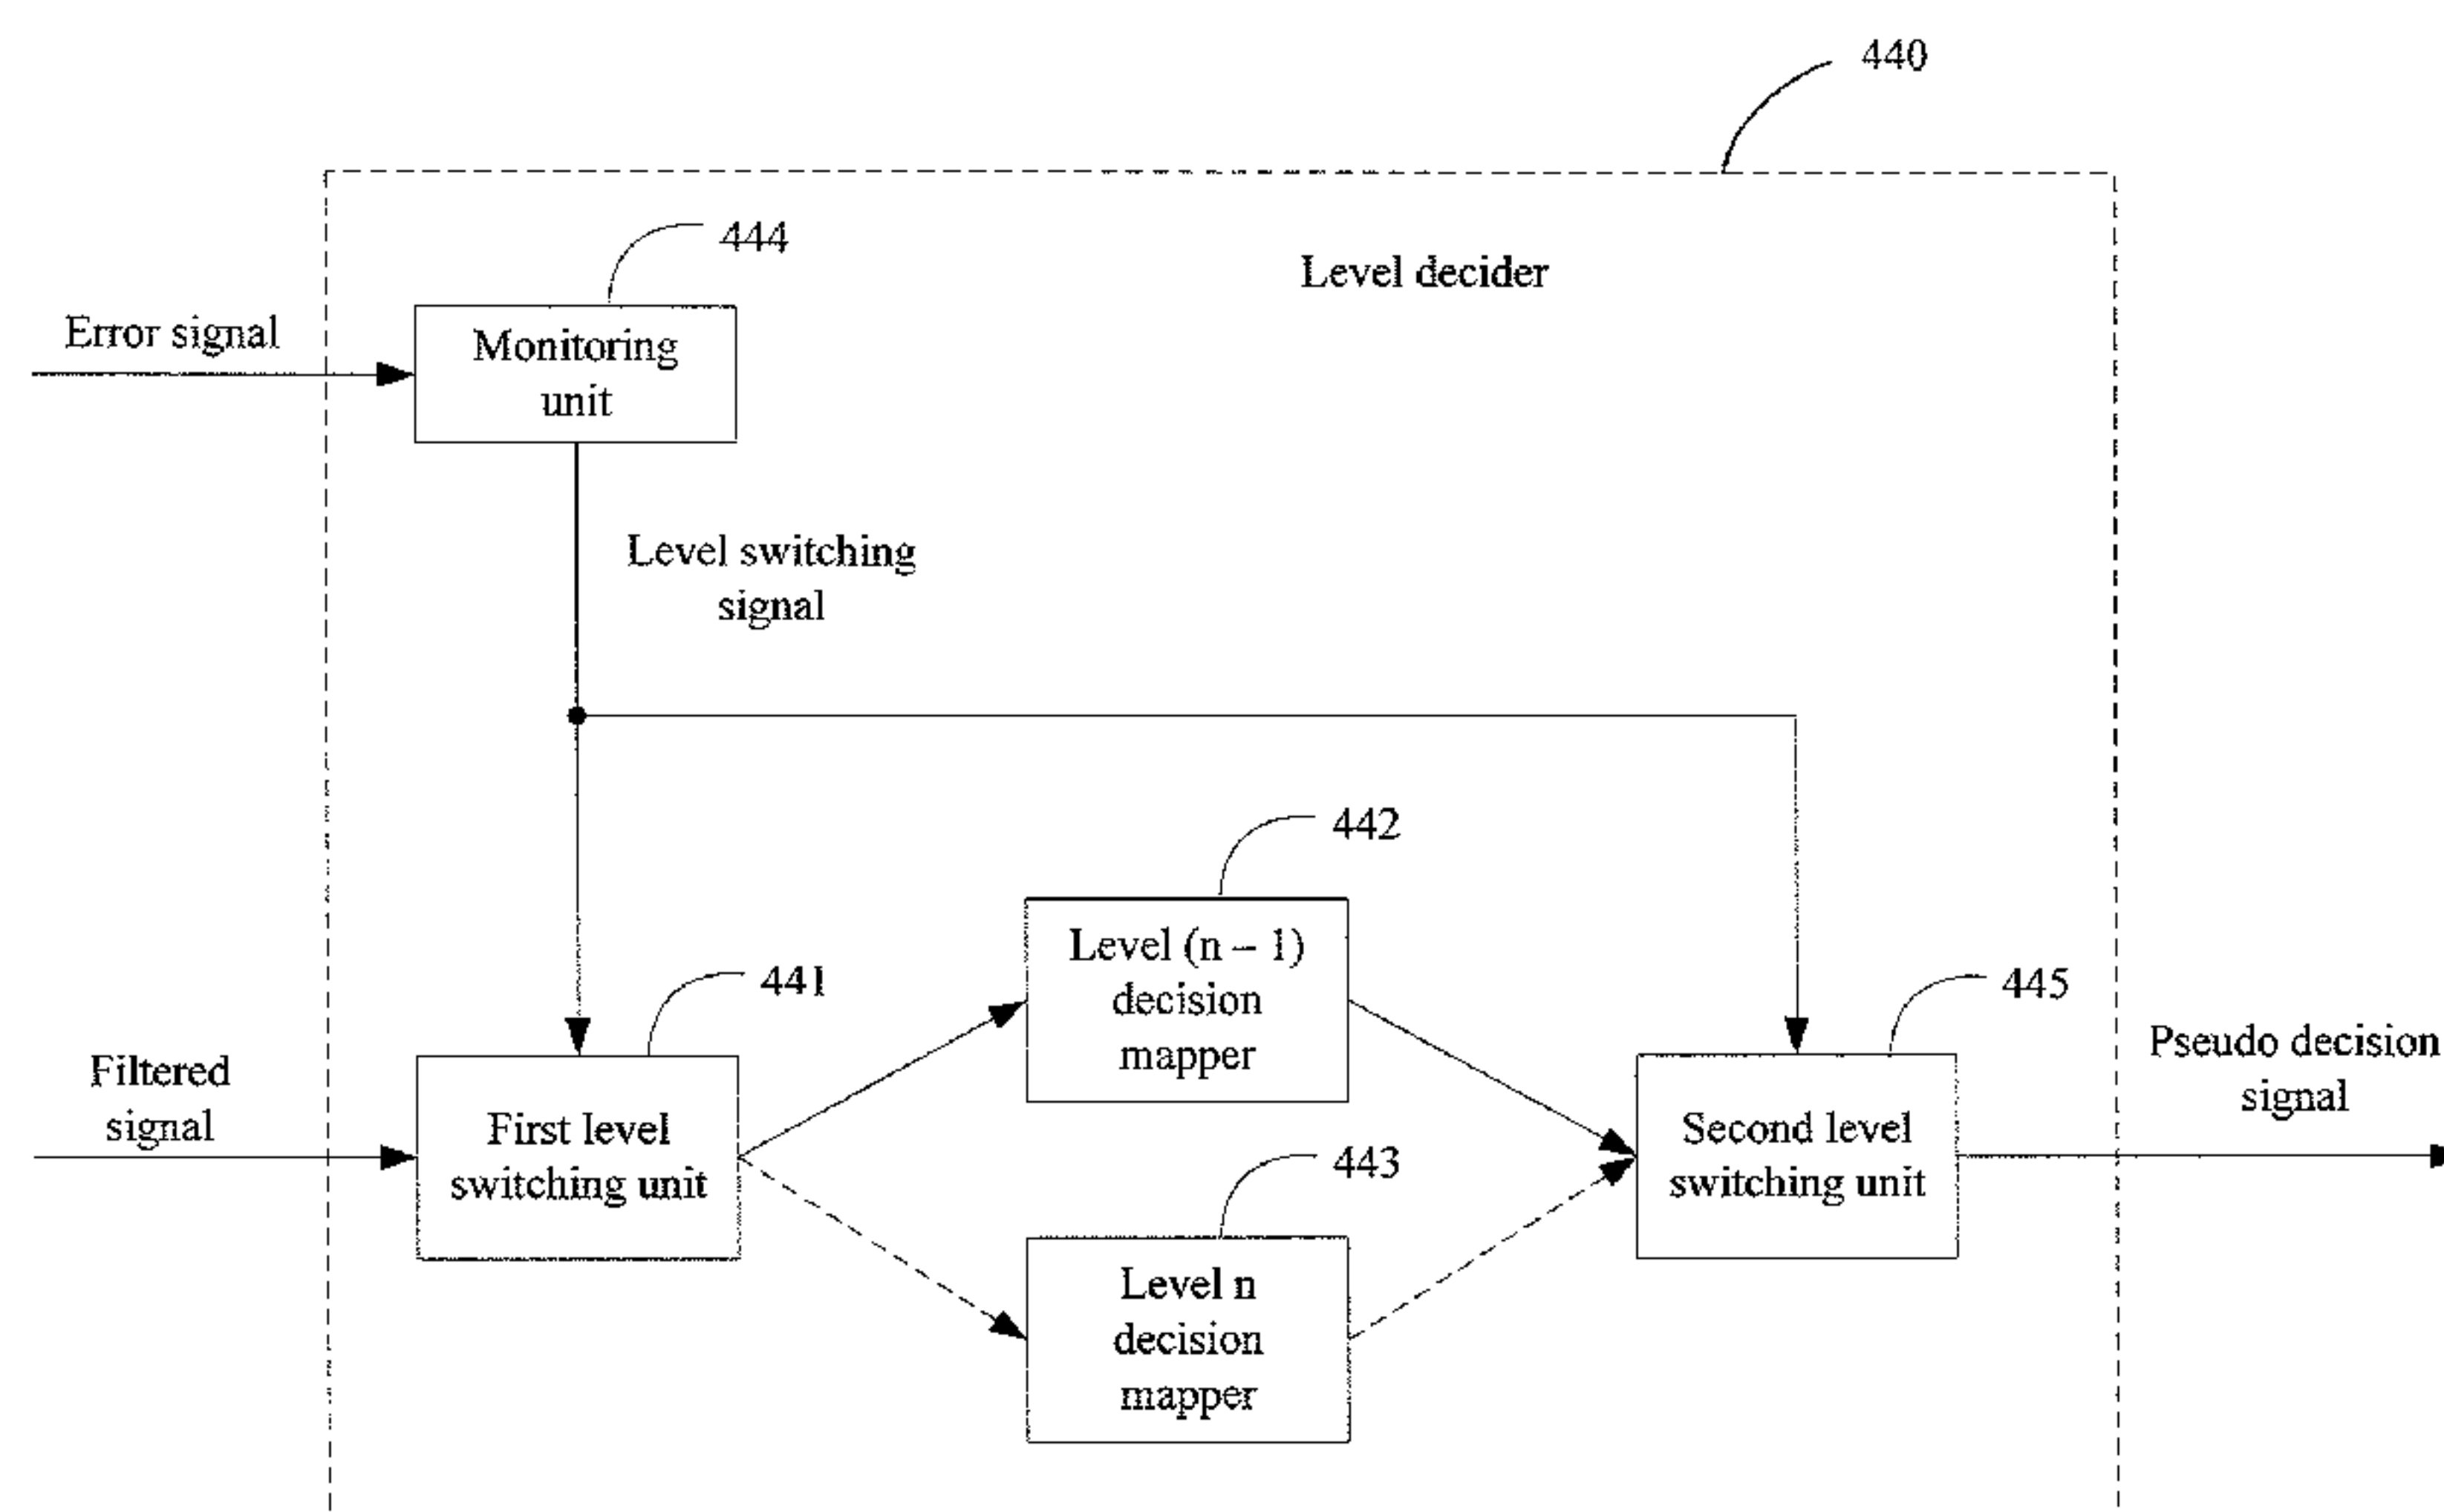 440
444
Level decider
Error signal
Monitoring
unit
Level switching
signal
442
Level (n – 1)
decision
mapper
441
445
Filtered
signal
First level
switching unit
443
Second level
switching unit
Pseudo decision
signal
Level n
decision
mapper